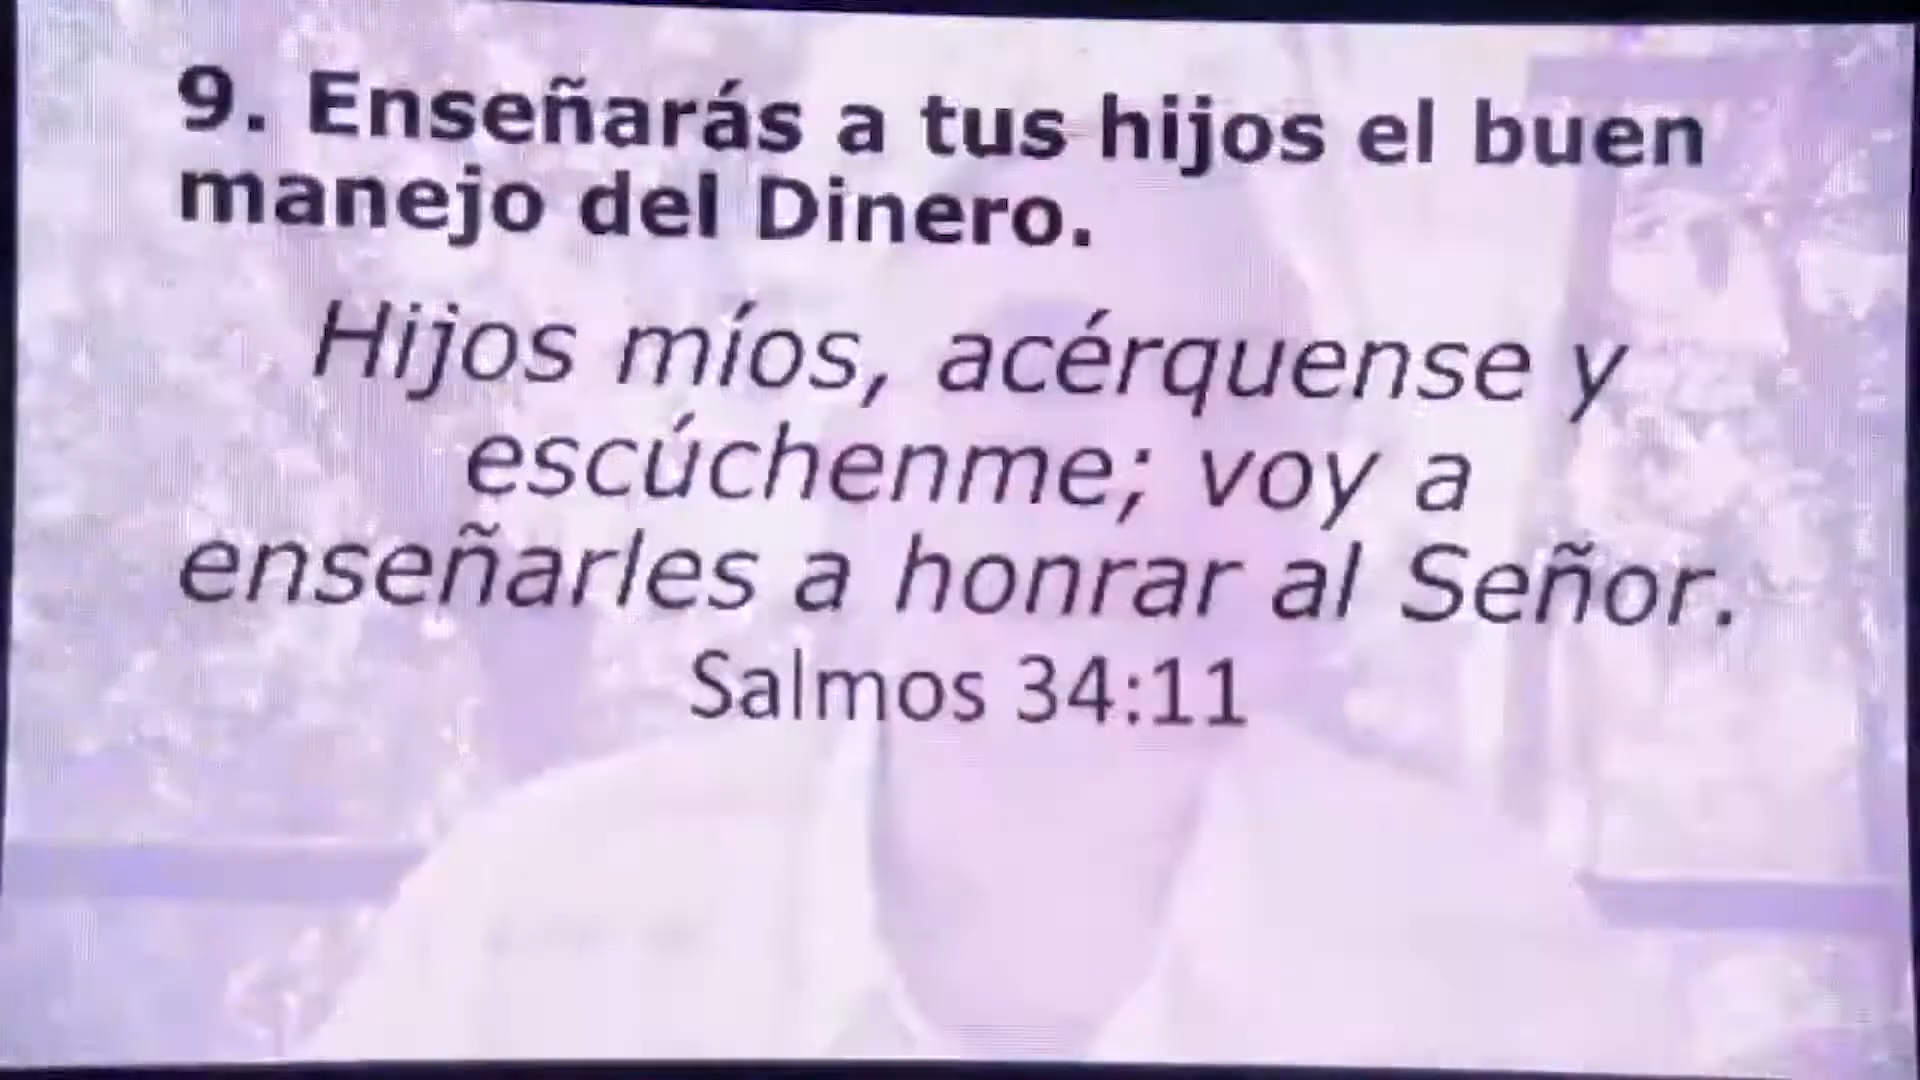 9. Enseñarás a tus hijos el buen
manejo del Dinero.
Hijos míos, acérquense y
escúchenme; voy a
enseñarles a honrar al Señor.
Salmos 34:11